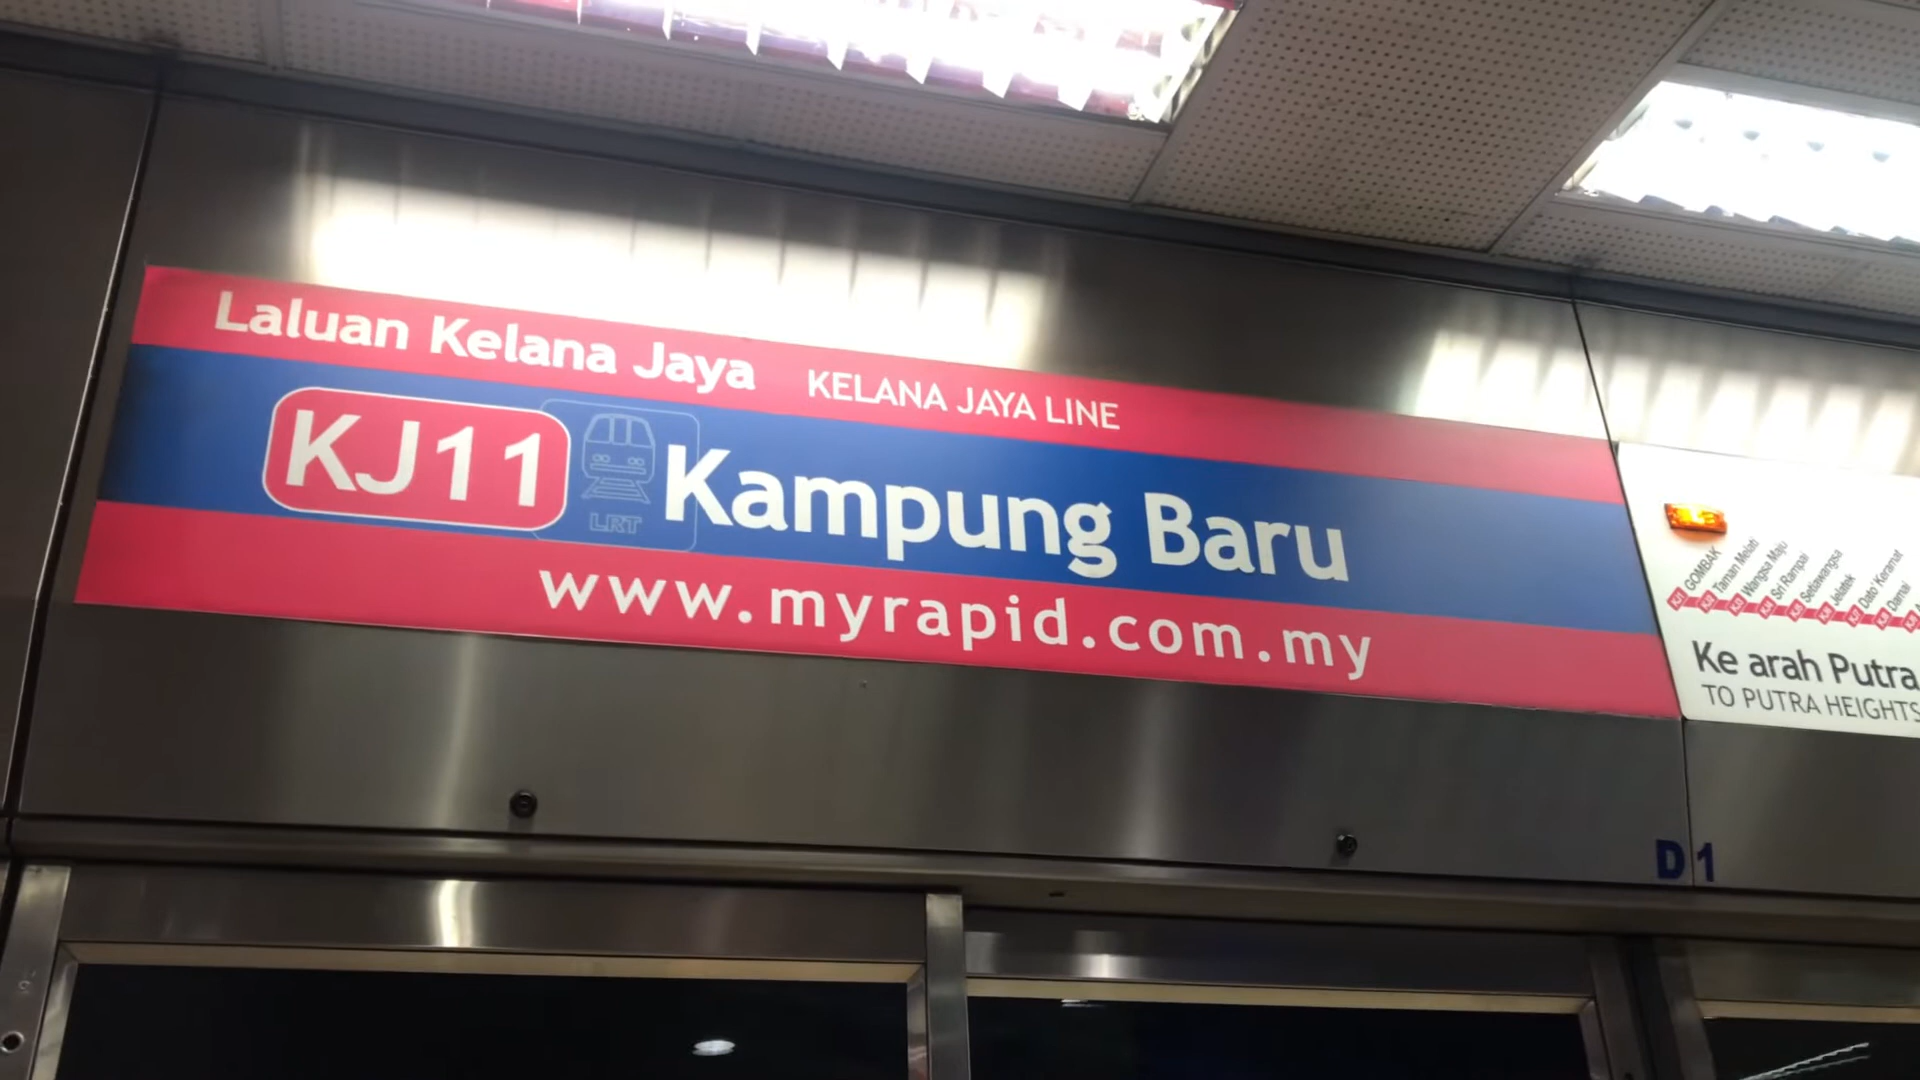 Laluan Kelana Jaya KELANA JAYA LINE
KJ11 LRT Kampung Baru
www.myrapid.com.my
GOMBAK
Taman Melati
Wangsa Maju
Sri Rampai
Setiawangsa
Jelatek
Dato' Keramat
Damai
Ke arah Putra
TO PUTRA HEIGHTS
D1